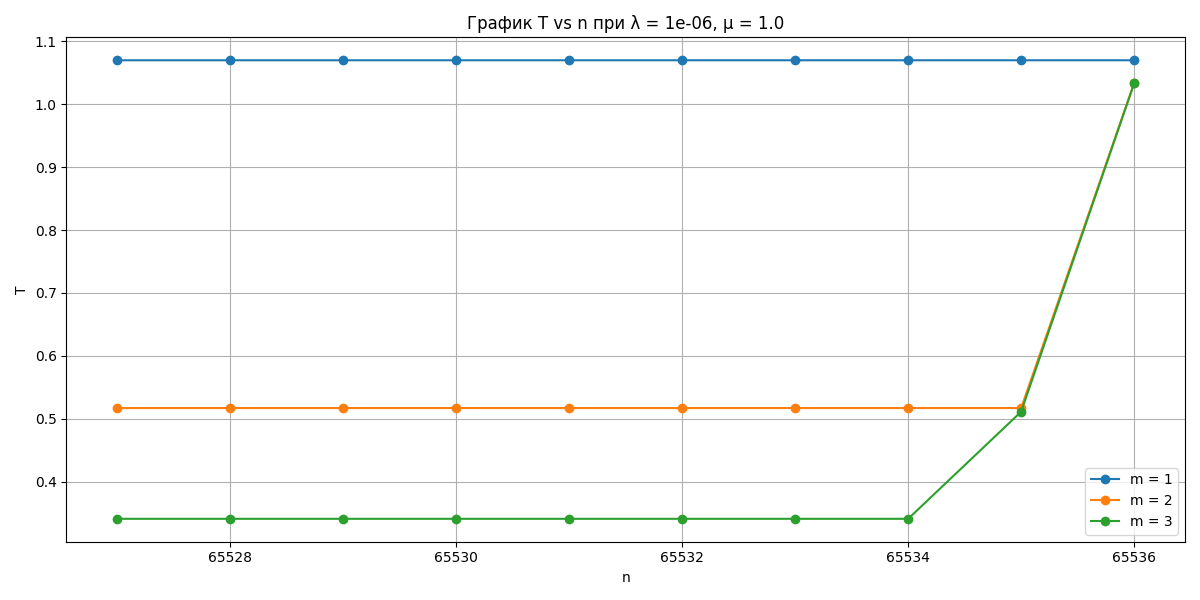 График T vs n при λ = 1e-06, μ = 1.0
1.1
1.0
0.9
0.8
0.7
0.6
0.5
0.4
T
65528
65530
65532
65534
65536
n
m = 1
m = 2
m = 3